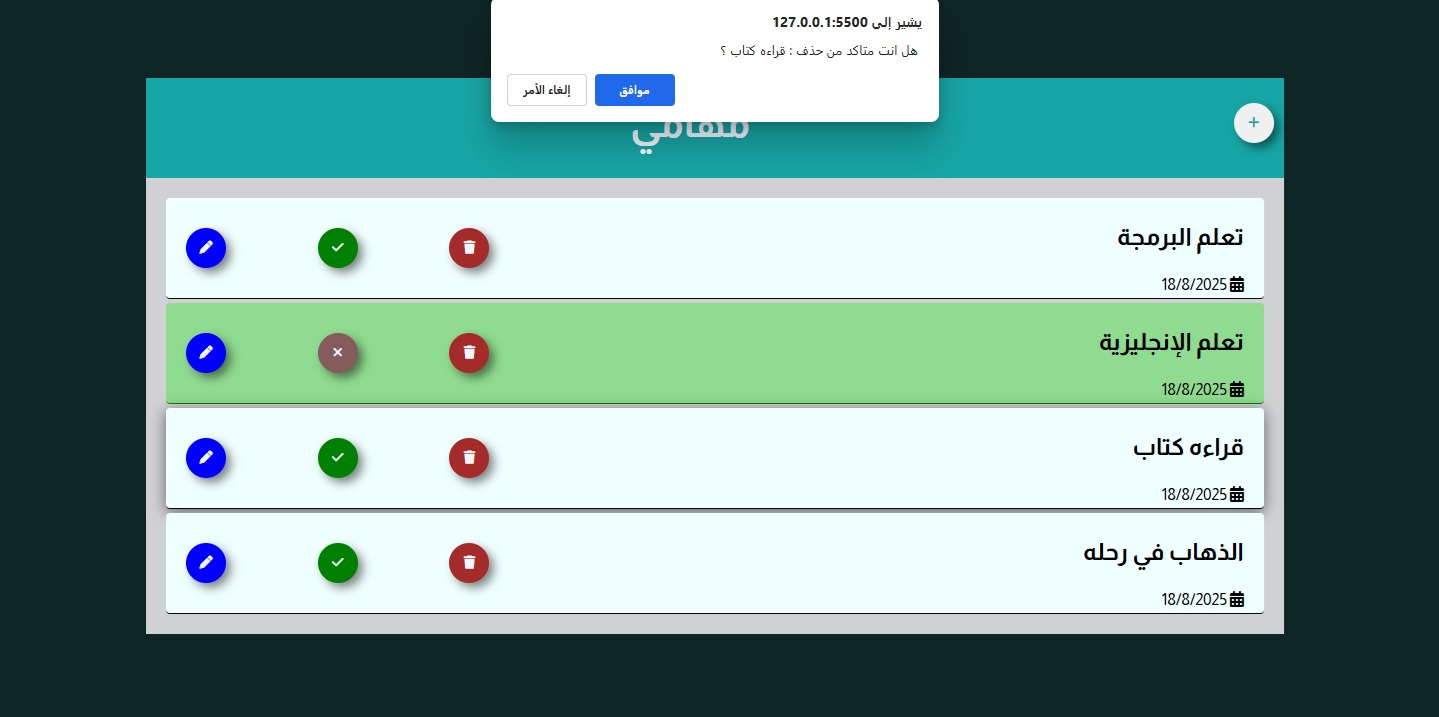 يشير إلى 127.0.0.1:5500
هل انت متاكد من حذف : قراءه كتاب ؟
موافق
إلغاء الأمر
مهامي
تعلم البرمجة
18/8/2025
تعلم الإنجليزية
18/8/2025
قراءه كتاب
18/8/2025
الذهاب في رحله
18/8/2025